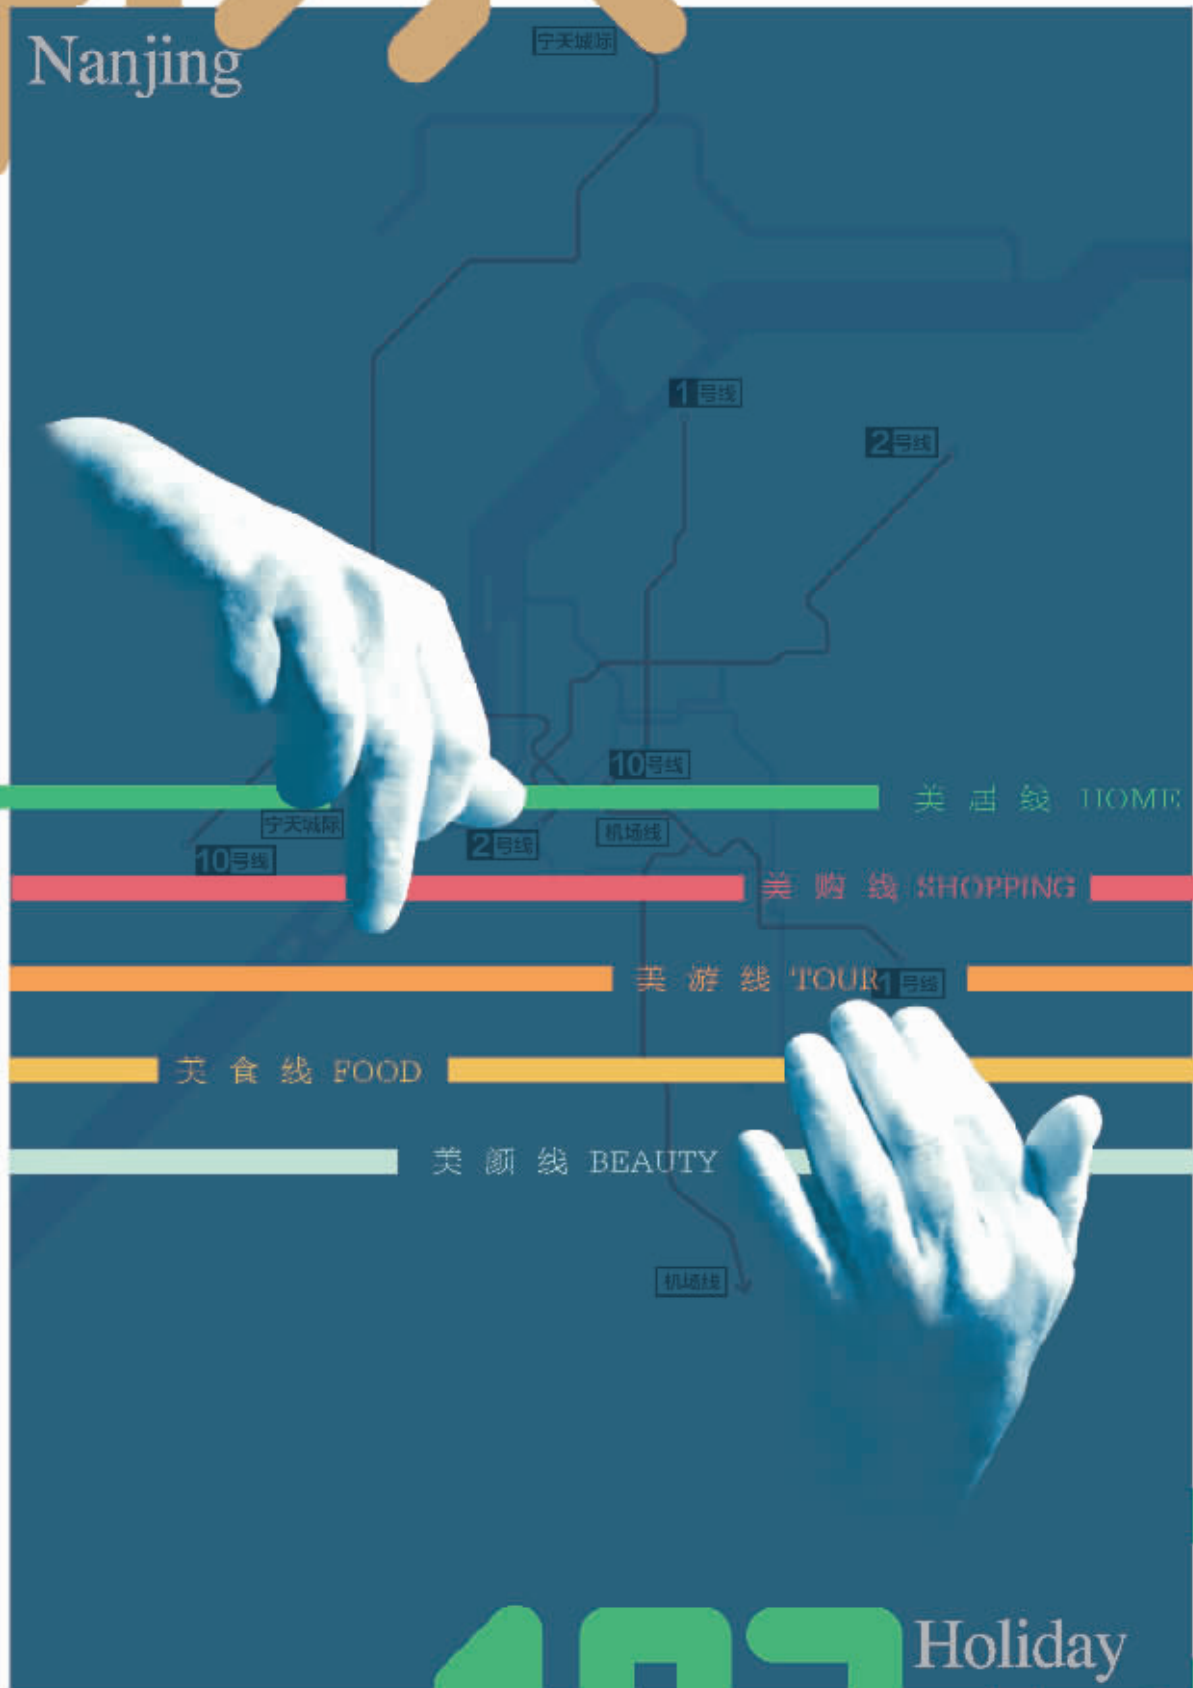 Nanjing
宁天城际
1号线
2号线
10号线
美居线 HOME
宁天城际
2号线
机场线
10号线
美购线 SHOPPING
美游线 TOUR
1号线
美食线 FOOD
美颜线 BEAUTY
机场线
Holiday